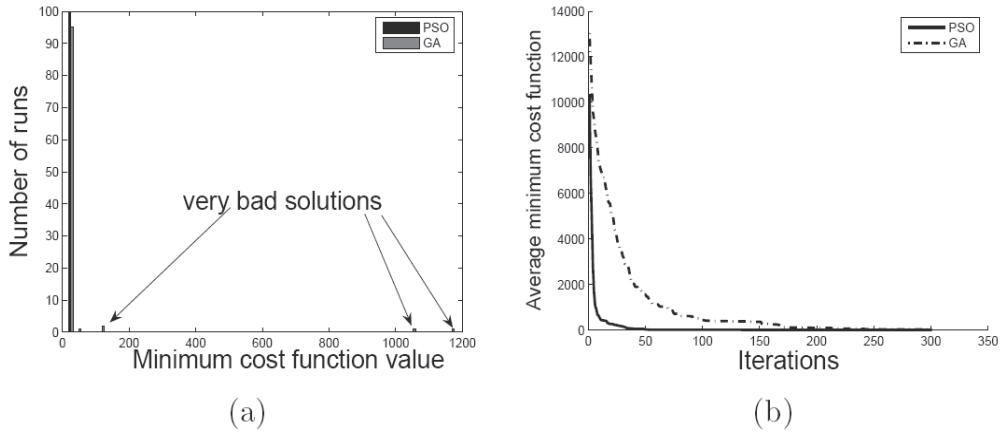 100
90
80
70
60
50
40
30
20
10
0
Number of runs
PSO
GA
very bad solutions
0 200 400 600 800 1000 1200
Minimum cost function value
(a)
14000
12000
10000
8000
6000
4000
2000
0
Average minimum cost function
PSO
GA
0 50 100 150 200 250 300 350
Iterations
(b)